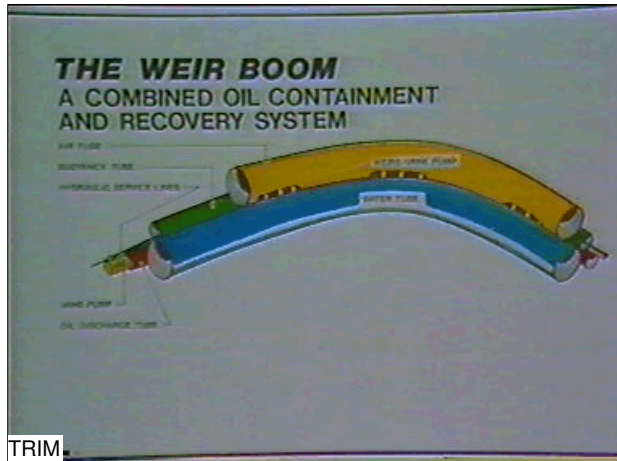 THE WEIR BOOM
A COMBINED OIL CONTAINMENT
AND RECOVERY SYSTEM
AIR TUBE
BUOYANCY TUBE
HYDRAULIC SERVICE LINES
WATER TUBE
VANE PUMP
OIL DISCHARGE TUBE
TRIM